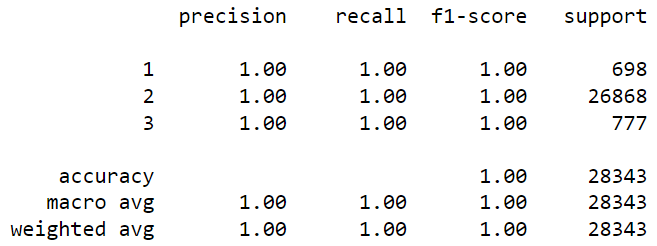 precision recall f1-score support
1 1.00 1.00 1.00 698
2 1.00 1.00 1.00 26868
3 1.00 1.00 1.00 777
accuracy 1.00 28343
macro avg 1.00 1.00 1.00 28343
weighted avg 1.00 1.00 1.00 28343